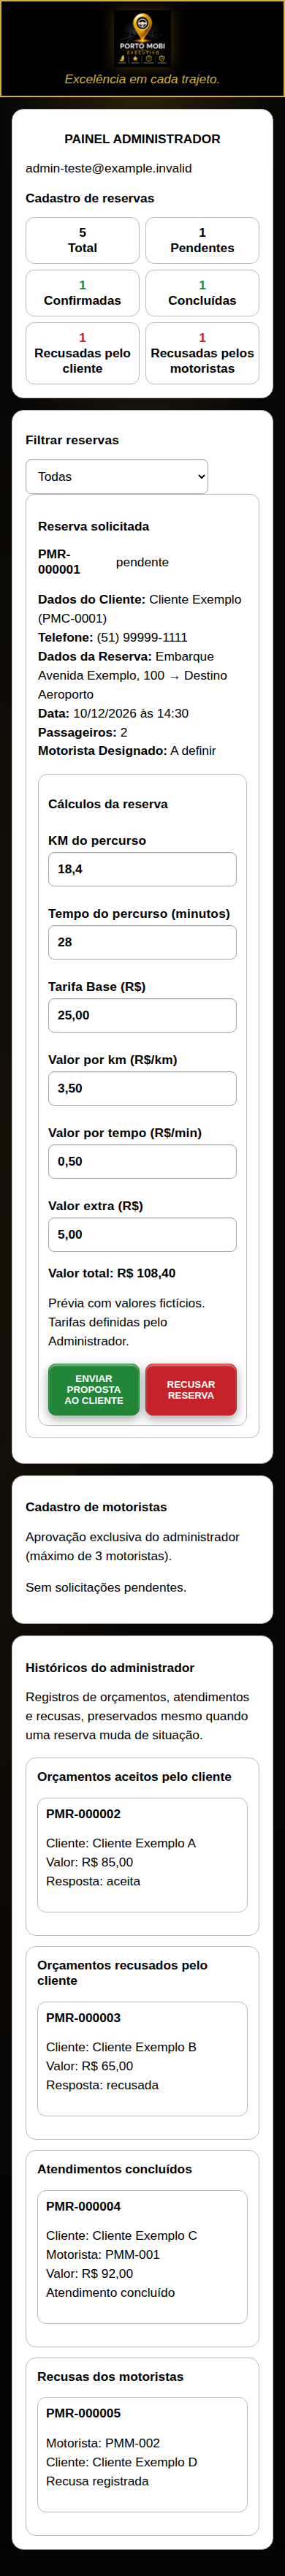 PORTO MOBI
EXECUTIVO
Excelência em cada trajeto.
PAINEL ADMINISTRADOR
admin-teste@example.invalid
Cadastro de reservas
5
Total
1
Pendentes
1
Confirmadas
1
Concluídas
1
Recusadas pelo
cliente
1
Recusadas pelos
motoristas
Filtrar reservas
Todas
Reserva solicitada
PMR-
000001
pendente
Dados do Cliente: Cliente Exemplo
(PMC-0001)
Telefone: (51) 99999-1111
Dados da Reserva: Embarque
Avenida Exemplo, 100 → Destino
Aeroporto
Data: 10/12/2026 às 14:30
Passageiros: 2
Motorista Designado: A definir
Cálculos da reserva
KM do percurso
18,4
Tempo do percurso (minutos)
28
Tarifa Base (R$)
25,00
Valor por km (R$/km)
3,50
Valor por tempo (R$/min)
0,50
Valor extra (R$)
5,00
Valor total: R$ 108,40
Prévia com valores fictícios.
Tarifas definidas pelo
Administrador.
ENVIAR
PROPOSTA
AO CLIENTE
RECUSAR
RESERVA
Cadastro de motoristas
Aprovação exclusiva do administrador
(máximo de 3 motoristas).
Sem solicitações pendentes.
Históricos do administrador
Registros de orçamentos, atendimentos
e recusas, preservados mesmo quando
uma reserva muda de situação.
Orçamentos aceitos pelo cliente
PMR-000002
Cliente: Cliente Exemplo A
Valor: R$ 85,00
Resposta: aceita
Orçamentos recusados pelo
cliente
PMR-000003
Cliente: Cliente Exemplo B
Valor: R$ 65,00
Resposta: recusada
Atendimentos concluídos
PMR-000004
Cliente: Cliente Exemplo C
Motorista: PMM-001
Valor: R$ 92,00
Atendimento concluído
Recusas dos motoristas
PMR-000005
Motorista: PMM-002
Cliente: Cliente Exemplo D
Recusa registrada